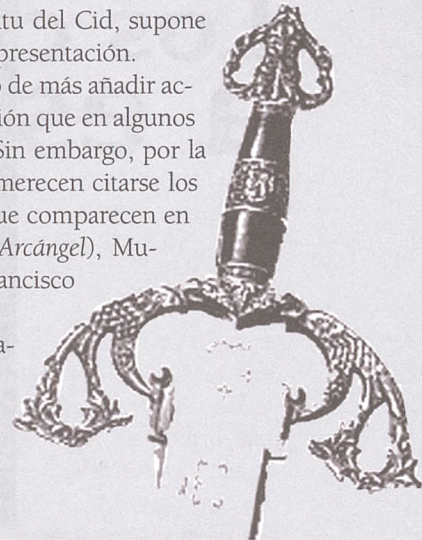 tu del Cid, supone
presentación.
o de más añadir ac-
ión que en algunos
Sin embargo, por la
merecen citarse los
ue comparecen en
Arcángel), Mu-
ancisco
a-